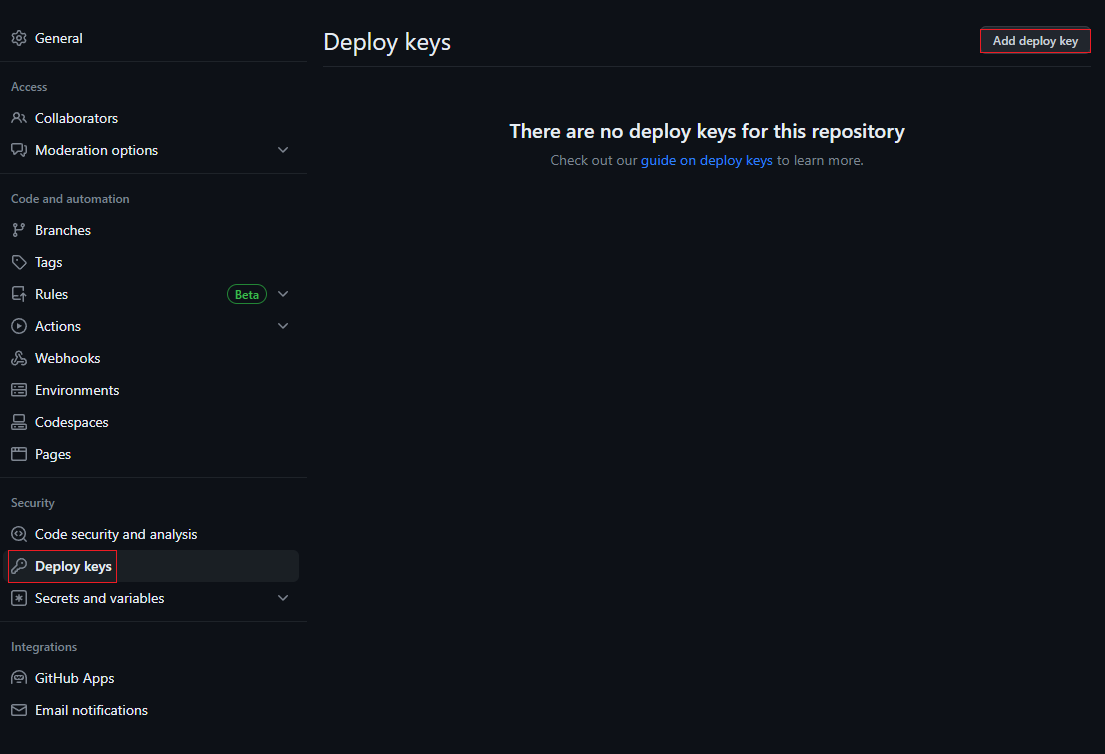 General
Access
Collaborators
Moderation options
Code and automation
Branches
Tags
Rules Beta
Actions
Webhooks
Environments
Codespaces
Pages
Security
Code security and analysis
Deploy keys
Secrets and variables
Integrations
GitHub Apps
Email notifications
Deploy keys
Add deploy key
There are no deploy keys for this repository
Check out our guide on deploy keys to learn more.